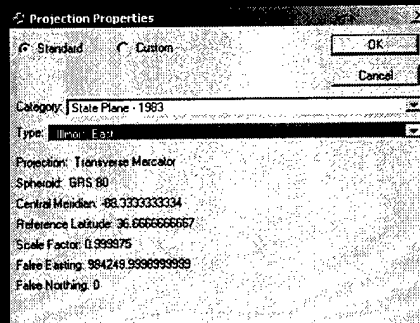 Projection Properties
Standard Custom OK
Cancel
Category: State Plane - 1983
Type: Illinois East
Projection: Transverse Mercator
Spheroid: GRS 80
Central Meridian: -88.3333333334
Reference Latitude: 36.6666666667
Scale Factor: 0.999975
False Easting: 984249.9998999999
False Northing: 0